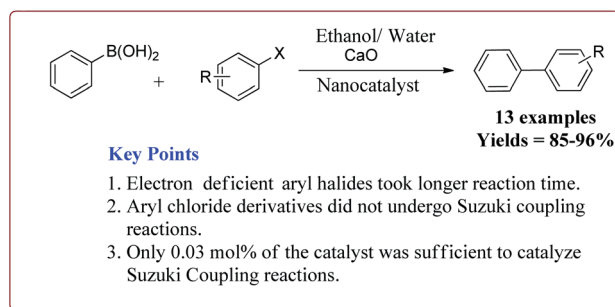 B(OH)2
+
R
X
Ethanol/ Water
CaO
Nanocatalyst
R
13 examples
Yields = 85-96%
Key Points
1. Electron deficient aryl halides took longer reaction time.
2. Aryl chloride derivatives did not undergo Suzuki coupling
reactions.
3. Only 0.03 mol% of the catalyst was sufficient to catalyze
Suzuki Coupling reactions.